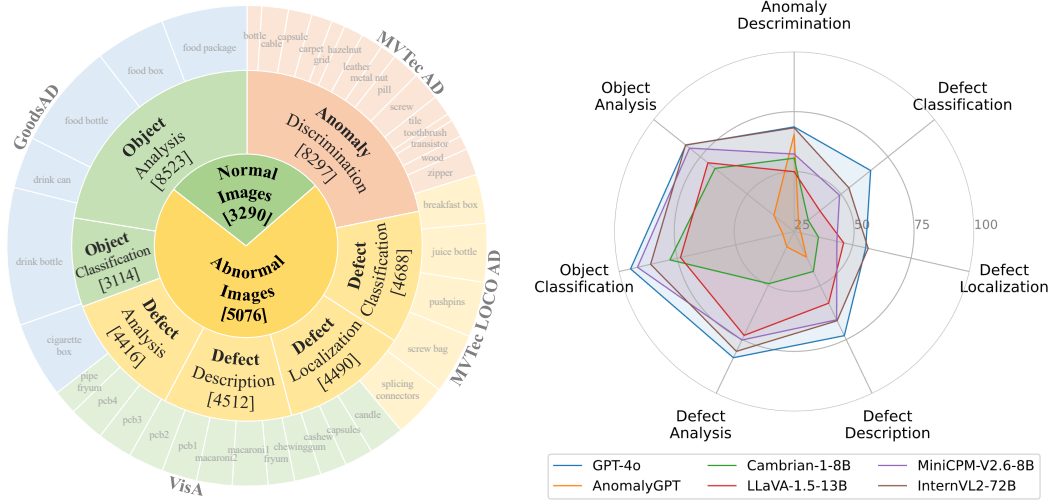 GoodsAD
MVTec AD
MVTec LOCO AD
VisA
food package
food box
food bottle
drink can
drink bottle
cigarette
box
bottle
cable
capsule
carpet
grid
hazelnut
leather
metal nut
pill
screw
tile
toothbrush
transistor
wood
zipper
breakfast box
juice bottle
pushpins
screw bag
splicing
connectors
candle
capsules
cashew
chewinggum
fryum
macaroni1
macaroni2
pcb1
pcb2
pcb3
pcb4
pipe
fryum
Object
Analysis
[8523]
Anomaly
Discrimination
[8297]
Object
Classification
[3114]
Normal
Images
[3290]
Abnormal
Images
[5076]
Defect
Classification
[4688]
Defect
Localization
[4490]
Defect
Description
[4512]
Defect
Analysis
[4416]
Anomaly
Descrimination
Defect
Classification
Defect
Localization
Defect
Description
Defect
Analysis
Object
Classification
Object
Analysis
25
50
75
100
GPT-4o
AnomalyGPT
Cambrian-1-8B
LLaVA-1.5-13B
MiniCPM-V2.6-8B
InternVL2-72B